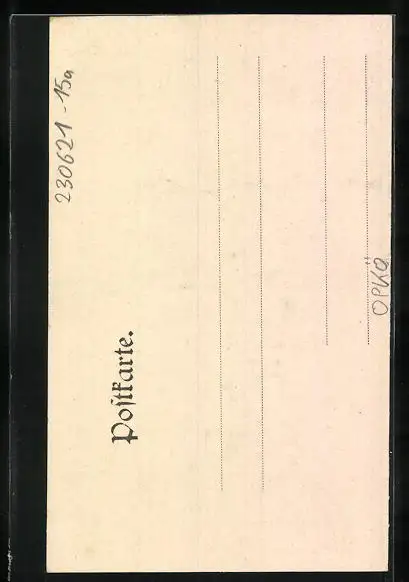 230621-15a
Postkarte.
OPKÖ